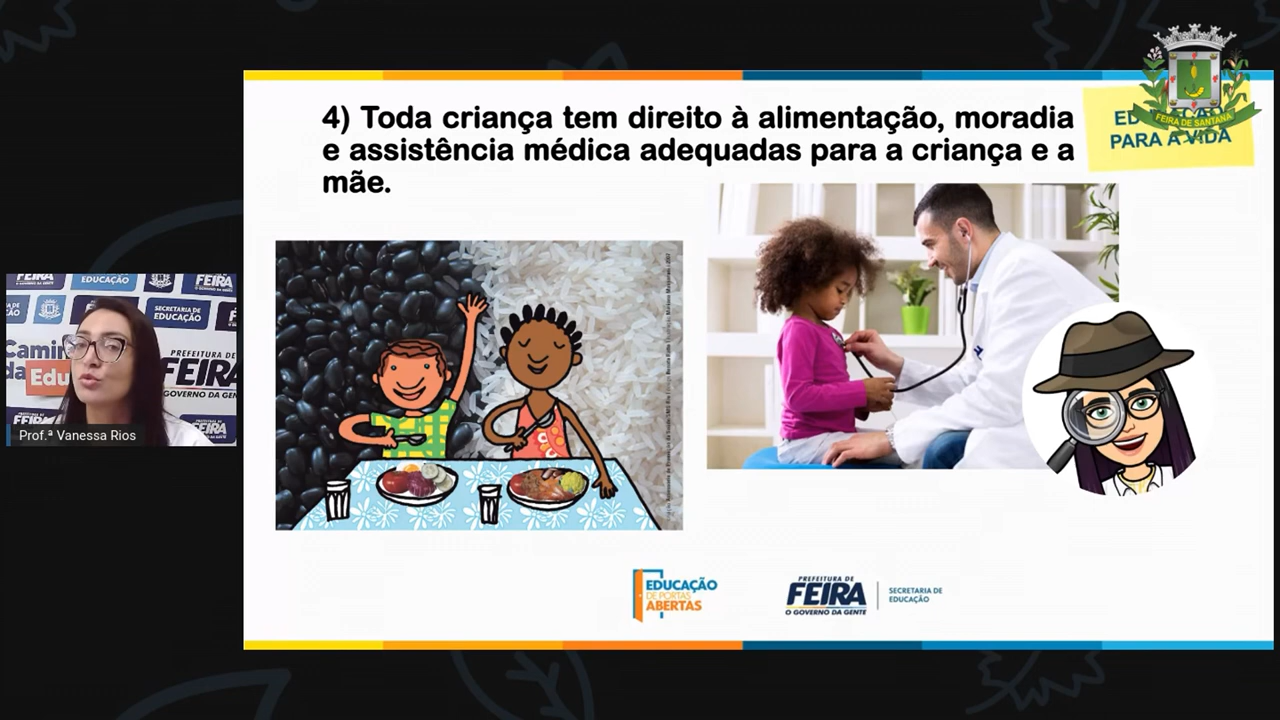 4) Toda criança tem direito à alimentação, moradia
e assistência médica adequadas para a criança e a
mãe.
PARA A VIDA
FEIRA DE SANTANA
FEIRA
EDUCAÇÃO
FEIRA
SECRETARIA DE
EDUCAÇÃO
Edu
PREFEITURA DE
FEIRA
GOVERNO DA GENTE
Prof.ª Vanessa Rios
EDUCAÇÃO
DE PORTAS
ABERTAS
PREFEITURA DE
FEIRA
O GOVERNO DA GENTE
SECRETARIA DE
EDUCAÇÃO